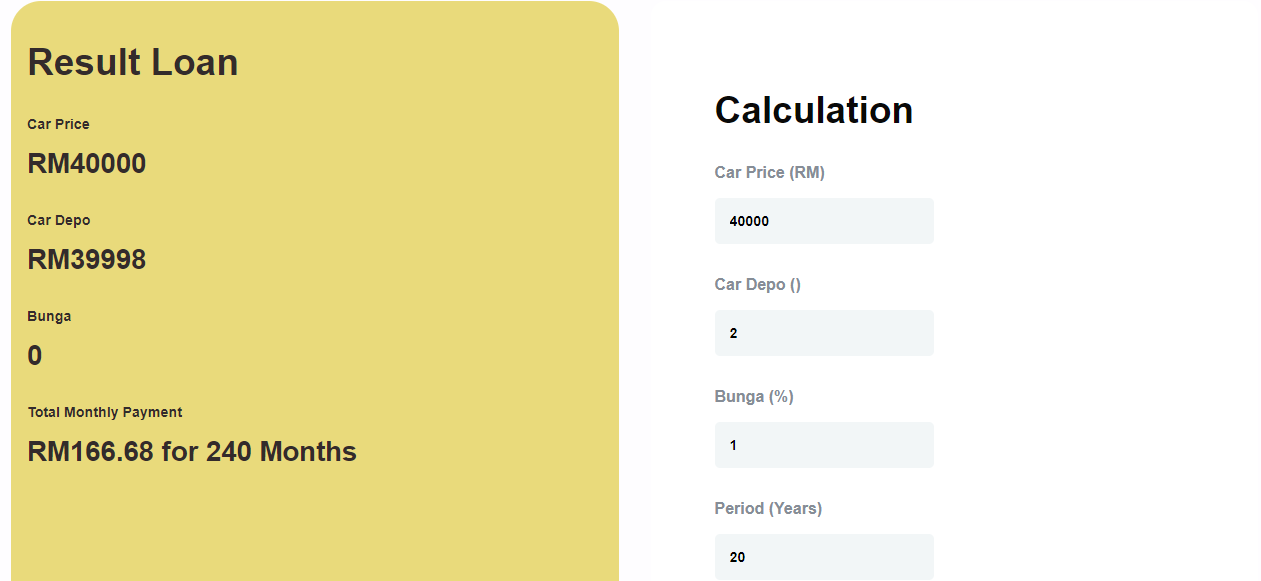 Result Loan
Car Price
RM40000
Car Depo
RM39998
Bunga
0
Total Monthly Payment
RM166.68 for 240 Months
Calculation
Car Price (RM)
40000
Car Depo ()
2
Bunga (%)
1
Period (Years)
20